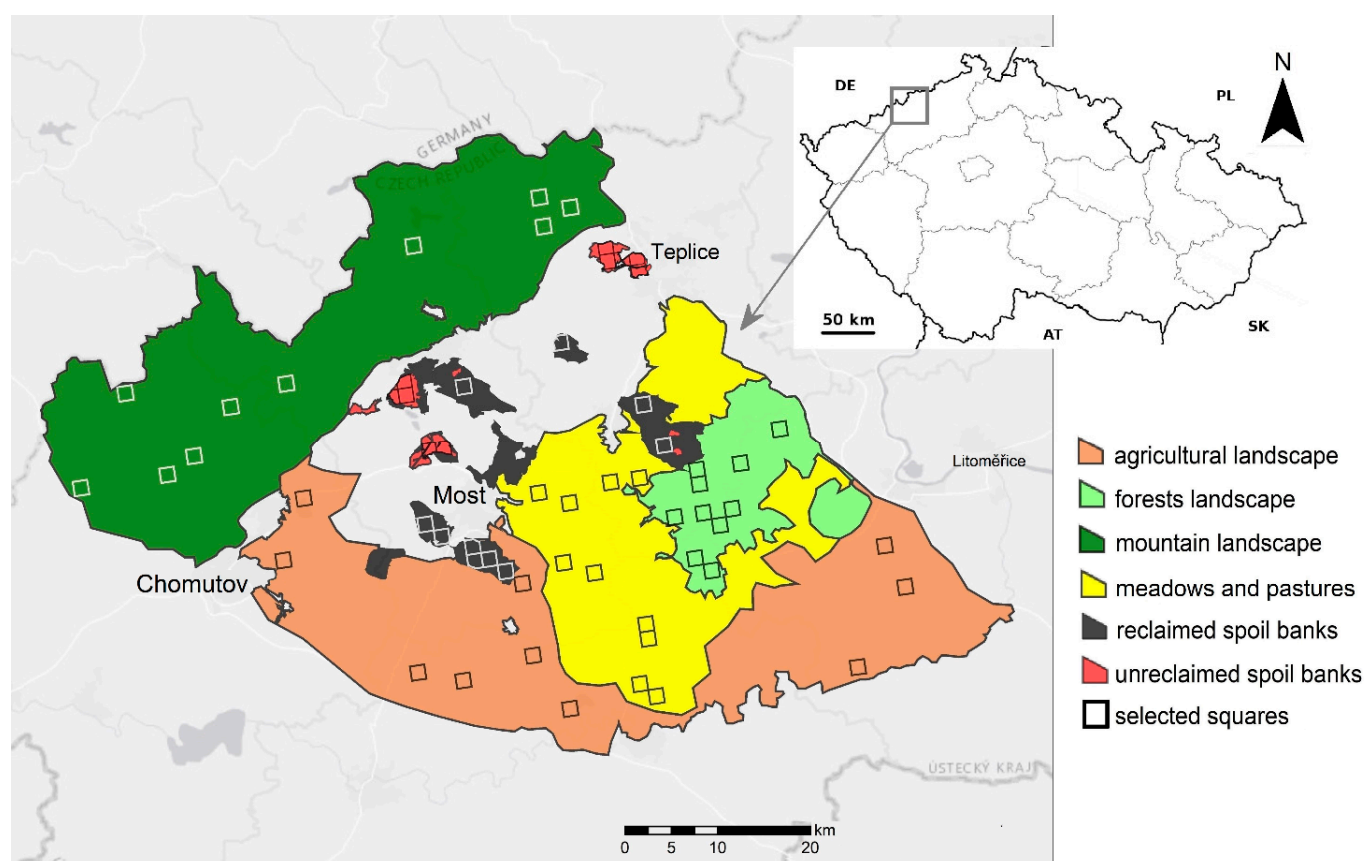 GERMANY
CZECH REPUBLIC
Teplice
Most
Chomutov
Litoměřice
ÚSTECKÝ KRAJ
km
0 5 10 20
DE
PL
N
50 km
AT
SK
agricultural landscape
forests landscape
mountain landscape
meadows and pastures
reclaimed spoil banks
unreclaimed spoil banks
selected squares